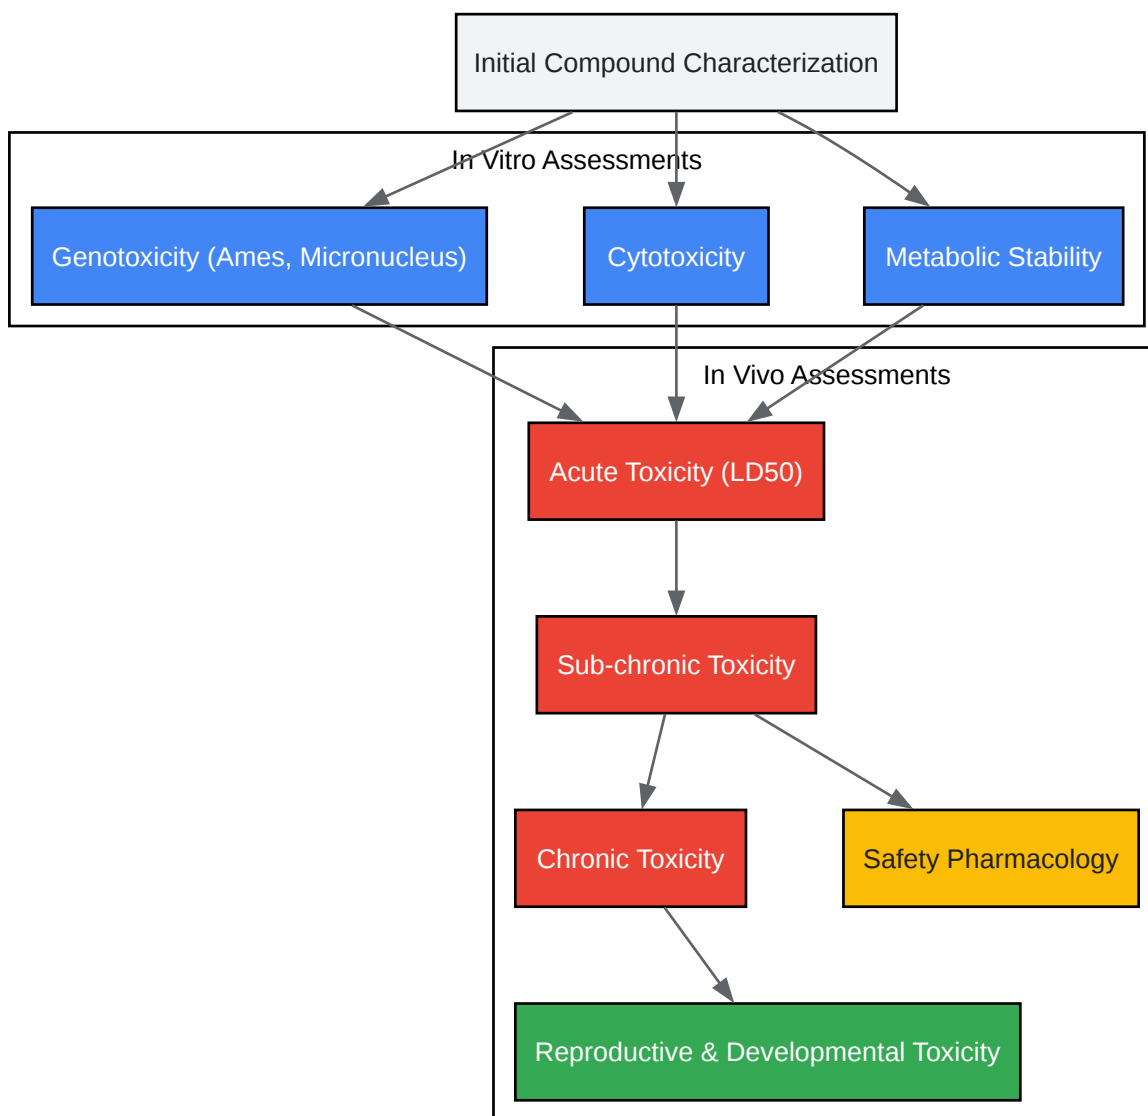 Initial Compound Characterization
In Vitro Assessments
Genotoxicity (Ames, Micronucleus)
Cytotoxicity
Metabolic Stability
In Vivo Assessments
Acute Toxicity (LD50)
Sub-chronic Toxicity
Chronic Toxicity
Safety Pharmacology
Reproductive & Developmental Toxicity